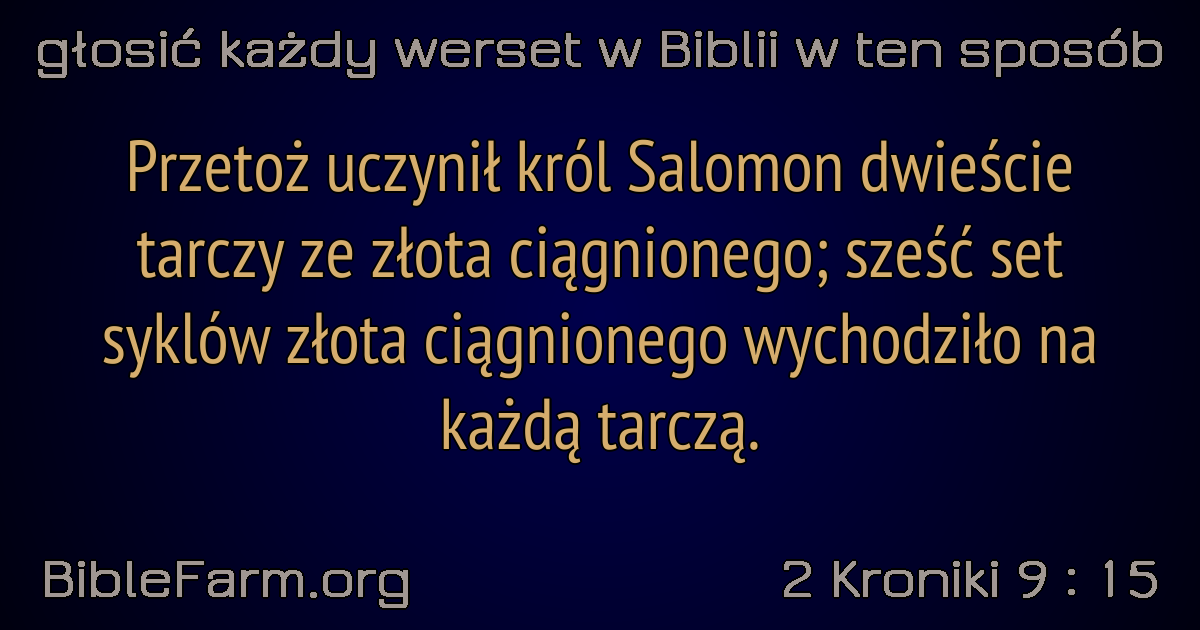 głosić każdy werset w Biblii w ten sposób
Przetoż uczynił król Salomon dwieście
tarczy ze złota ciągnionego; sześć set
syklów złota ciągnionego wychodziło na
każdą tarczą.
BibleFarm.org
2 Kroniki 9 : 15